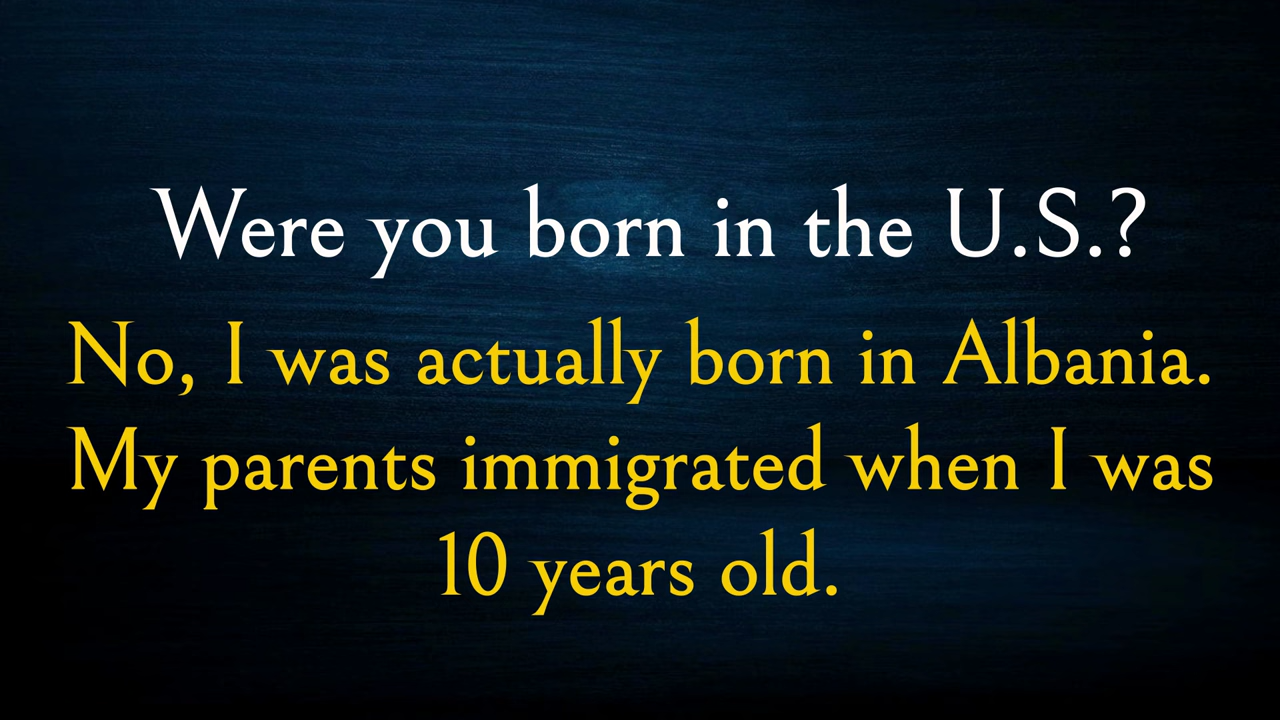 Were you born in the U.S.?
No, I was actually born in Albania.
My parents immigrated when I was
10 years old.